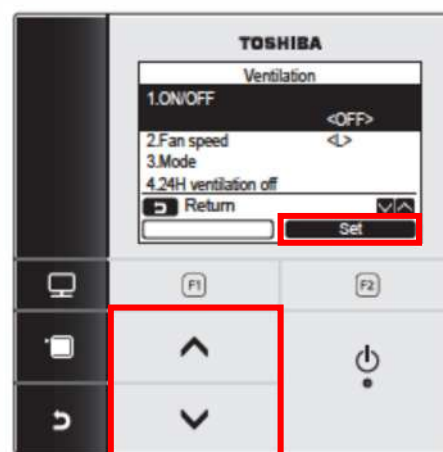 TOSHIBA
Ventilation
1.ON/OFF
<OFF>
2.Fan speed <L>
3.Mode
4.24H ventilation off
Return
Set
F1 F2